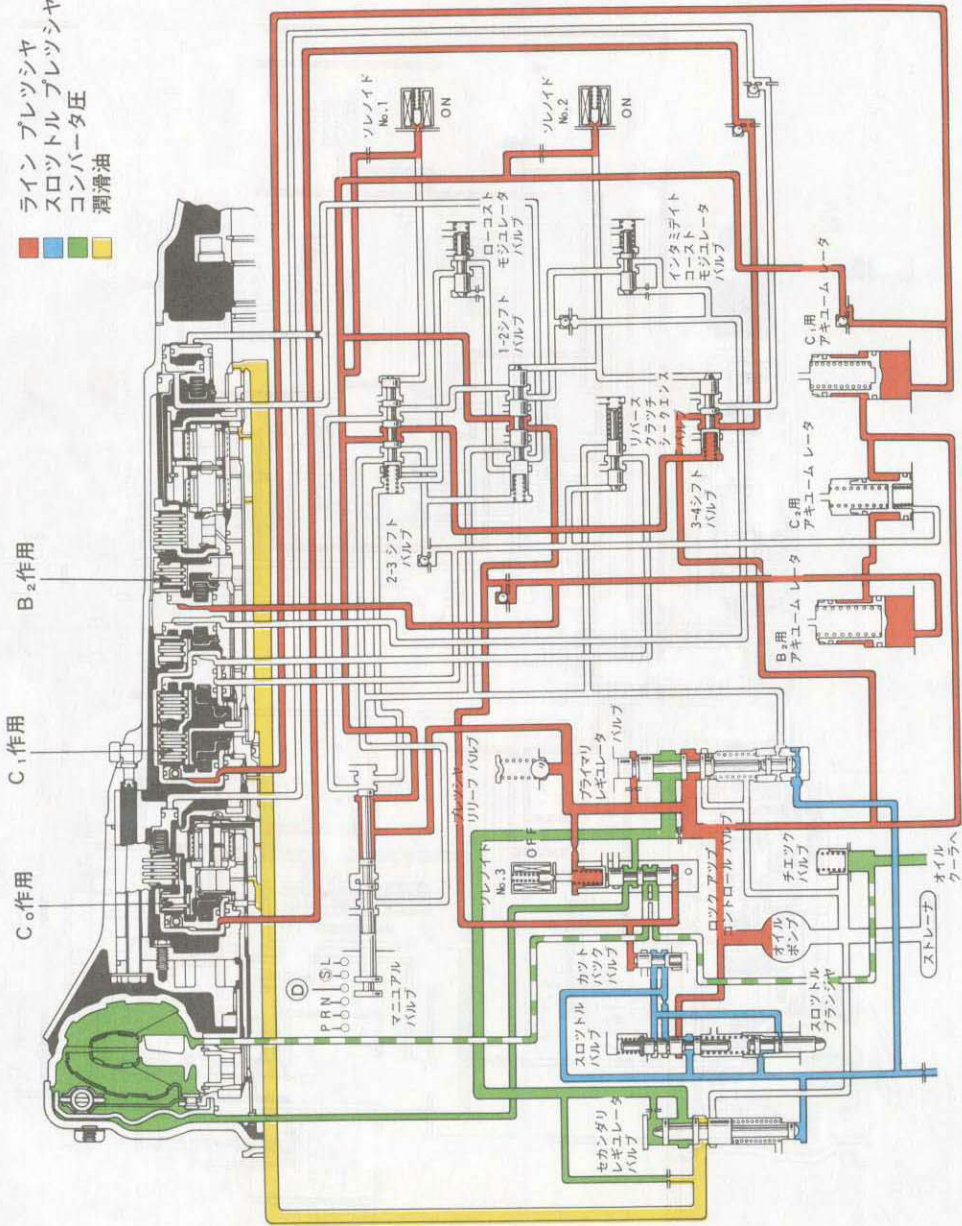 ライン プレッシャ
スロットル プレッシャ
コンバータ圧
潤滑油
C₀作用
C₁作用
B₂作用
ソレノイド
No.1
ON
ソレノイド
No.2
ON
ローコスト
モジュレータ
バルブ
インタミデイト
コースト
モジュレータ
バルブ
1-2シフト
バルブ
2-3シフト
バルブ
リバース
クラッチ
シークエンス
バルブ
3-4シフト
バルブ
C₁用
アキュームレータ
C₂用
アキュームレータ
B₂用
アキュームレータ
P R N D S L
マニュアル
バルブ
プレッシャ
リリーフ バルブ
プライマリ
レギュレータ
バルブ
ソレノイド
No.3
OFF
ロックアップ
コントロール バルブ
カットバック
バルブ
チェック
バルブ
オイル
クーラへ
オイル
ポンプ
ストレーナ
スロットル
バルブ
スロットル
プランジャ
セカンダリ
レギュレータ
バルブ